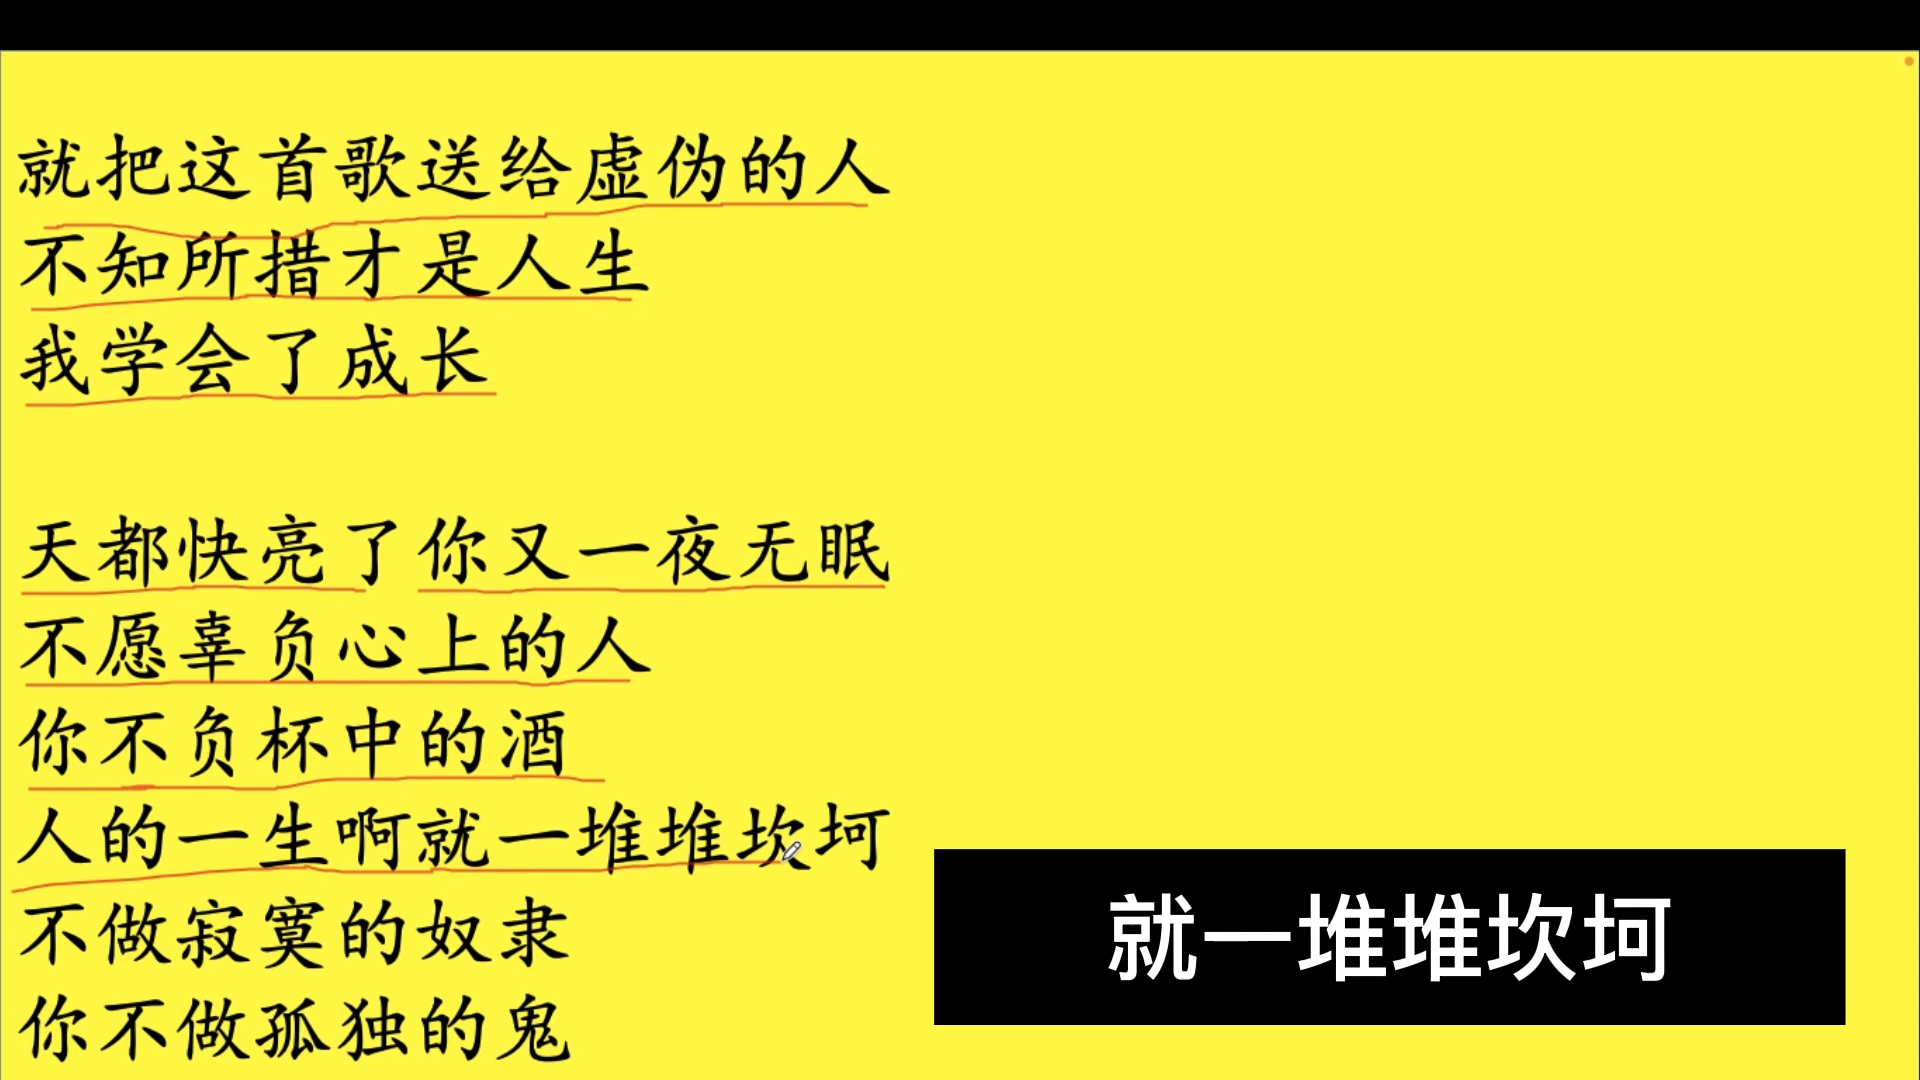 就把这首歌送给虚伪的人
不知所措才是人生
我学会了成长
天都快亮了你又一夜无眠
不愿辜负心上的人
你不负杯中的酒
人的一生啊就一堆堆坎坷
不做寂寞的奴隶
你不做孤独的鬼
就一堆堆坎坷